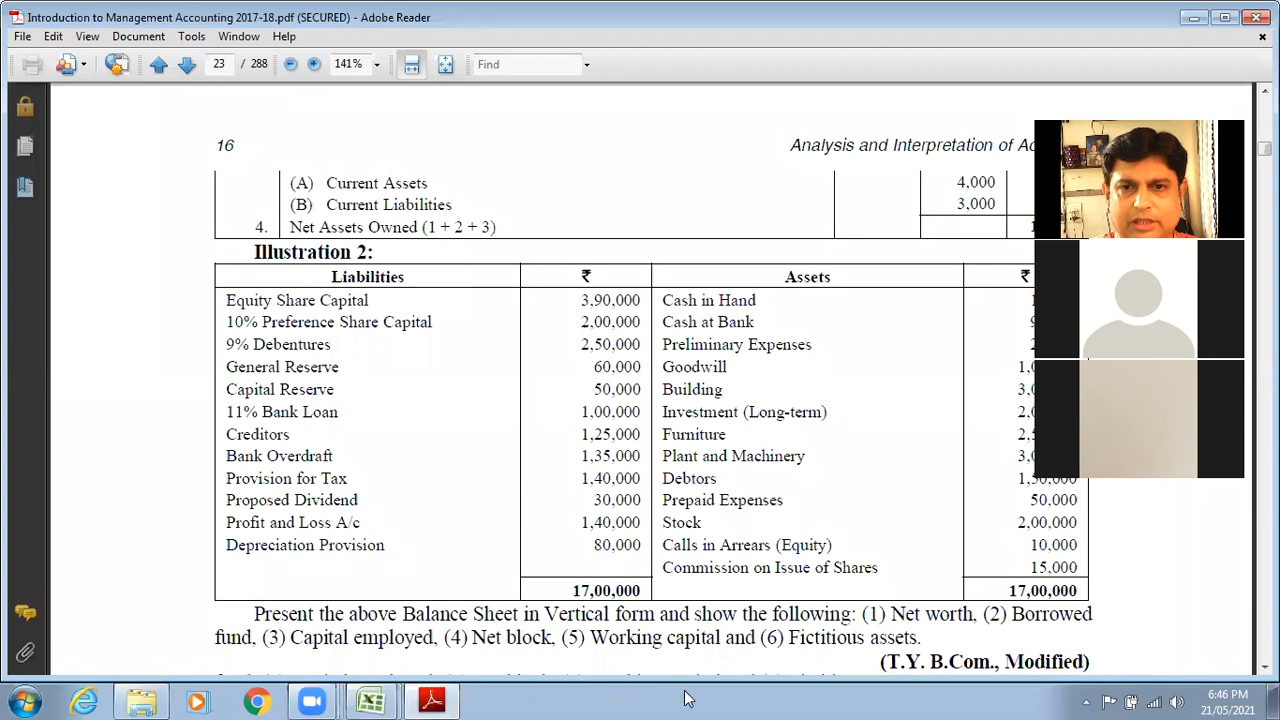 Introduction to Management Accounting 2017-18.pdf (SECURED) - Adobe Reader
File Edit View Document Tools Window Help
23 / 288 141% Find
16 Analysis and Interpretation of
(A) Current Assets 4,000
(B) Current Liabilities 3,000
4. Net Assets Owned (1 + 2 + 3)
Illustration 2:
Liabilities ₹ Assets ₹
Equity Share Capital 3,90,000 Cash in Hand
10% Preference Share Capital 2,00,000 Cash at Bank
9% Debentures 2,50,000 Preliminary Expenses
General Reserve 60,000 Goodwill
Capital Reserve 50,000 Building
11% Bank Loan 1,00,000 Investment (Long-term)
Creditors 1,25,000 Furniture
Bank Overdraft 1,35,000 Plant and Machinery
Provision for Tax 1,40,000 Debtors
Proposed Dividend 30,000 Prepaid Expenses 50,000
Profit and Loss A/c 1,40,000 Stock 2,00,000
Depreciation Provision 80,000 Calls in Arrears (Equity) 10,000
Commission on Issue of Shares 15,000
17,00,000 17,00,000
Present the above Balance Sheet in Vertical form and show the following: (1) Net worth, (2) Borrowed
fund, (3) Capital employed, (4) Net block, (5) Working capital and (6) Fictitious assets.
(T.Y. B.Com., Modified)
6:46 PM
21/05/2021